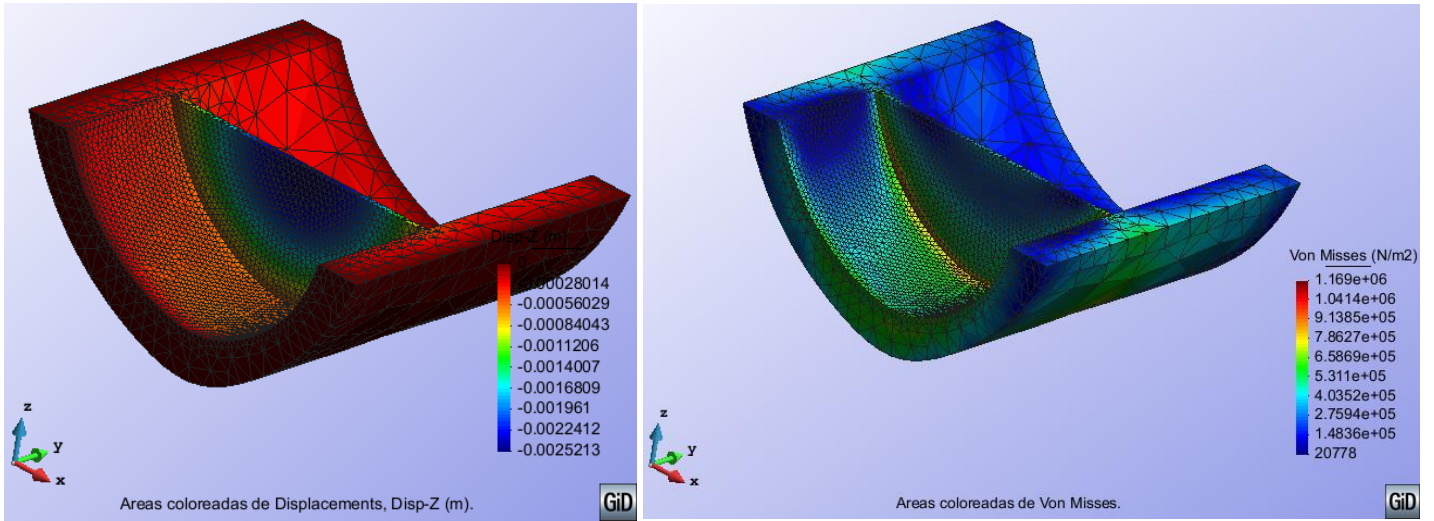 Disp-Z (m)
0
-0.00028014
-0.00056029
-0.00084043
-0.0011206
-0.0014007
-0.0016809
-0.001961
-0.0022412
-0.0025213
z
y
x
Areas coloreadas de Displacements, Disp-Z (m).
GiD
Von Misses (N/m2)
1.169e+06
1.0414e+06
9.1385e+05
7.8627e+05
6.5869e+05
5.311e+05
4.0352e+05
2.7594e+05
1.4836e+05
20778
z
y
x
Areas coloreadas de Von Misses.
GiD